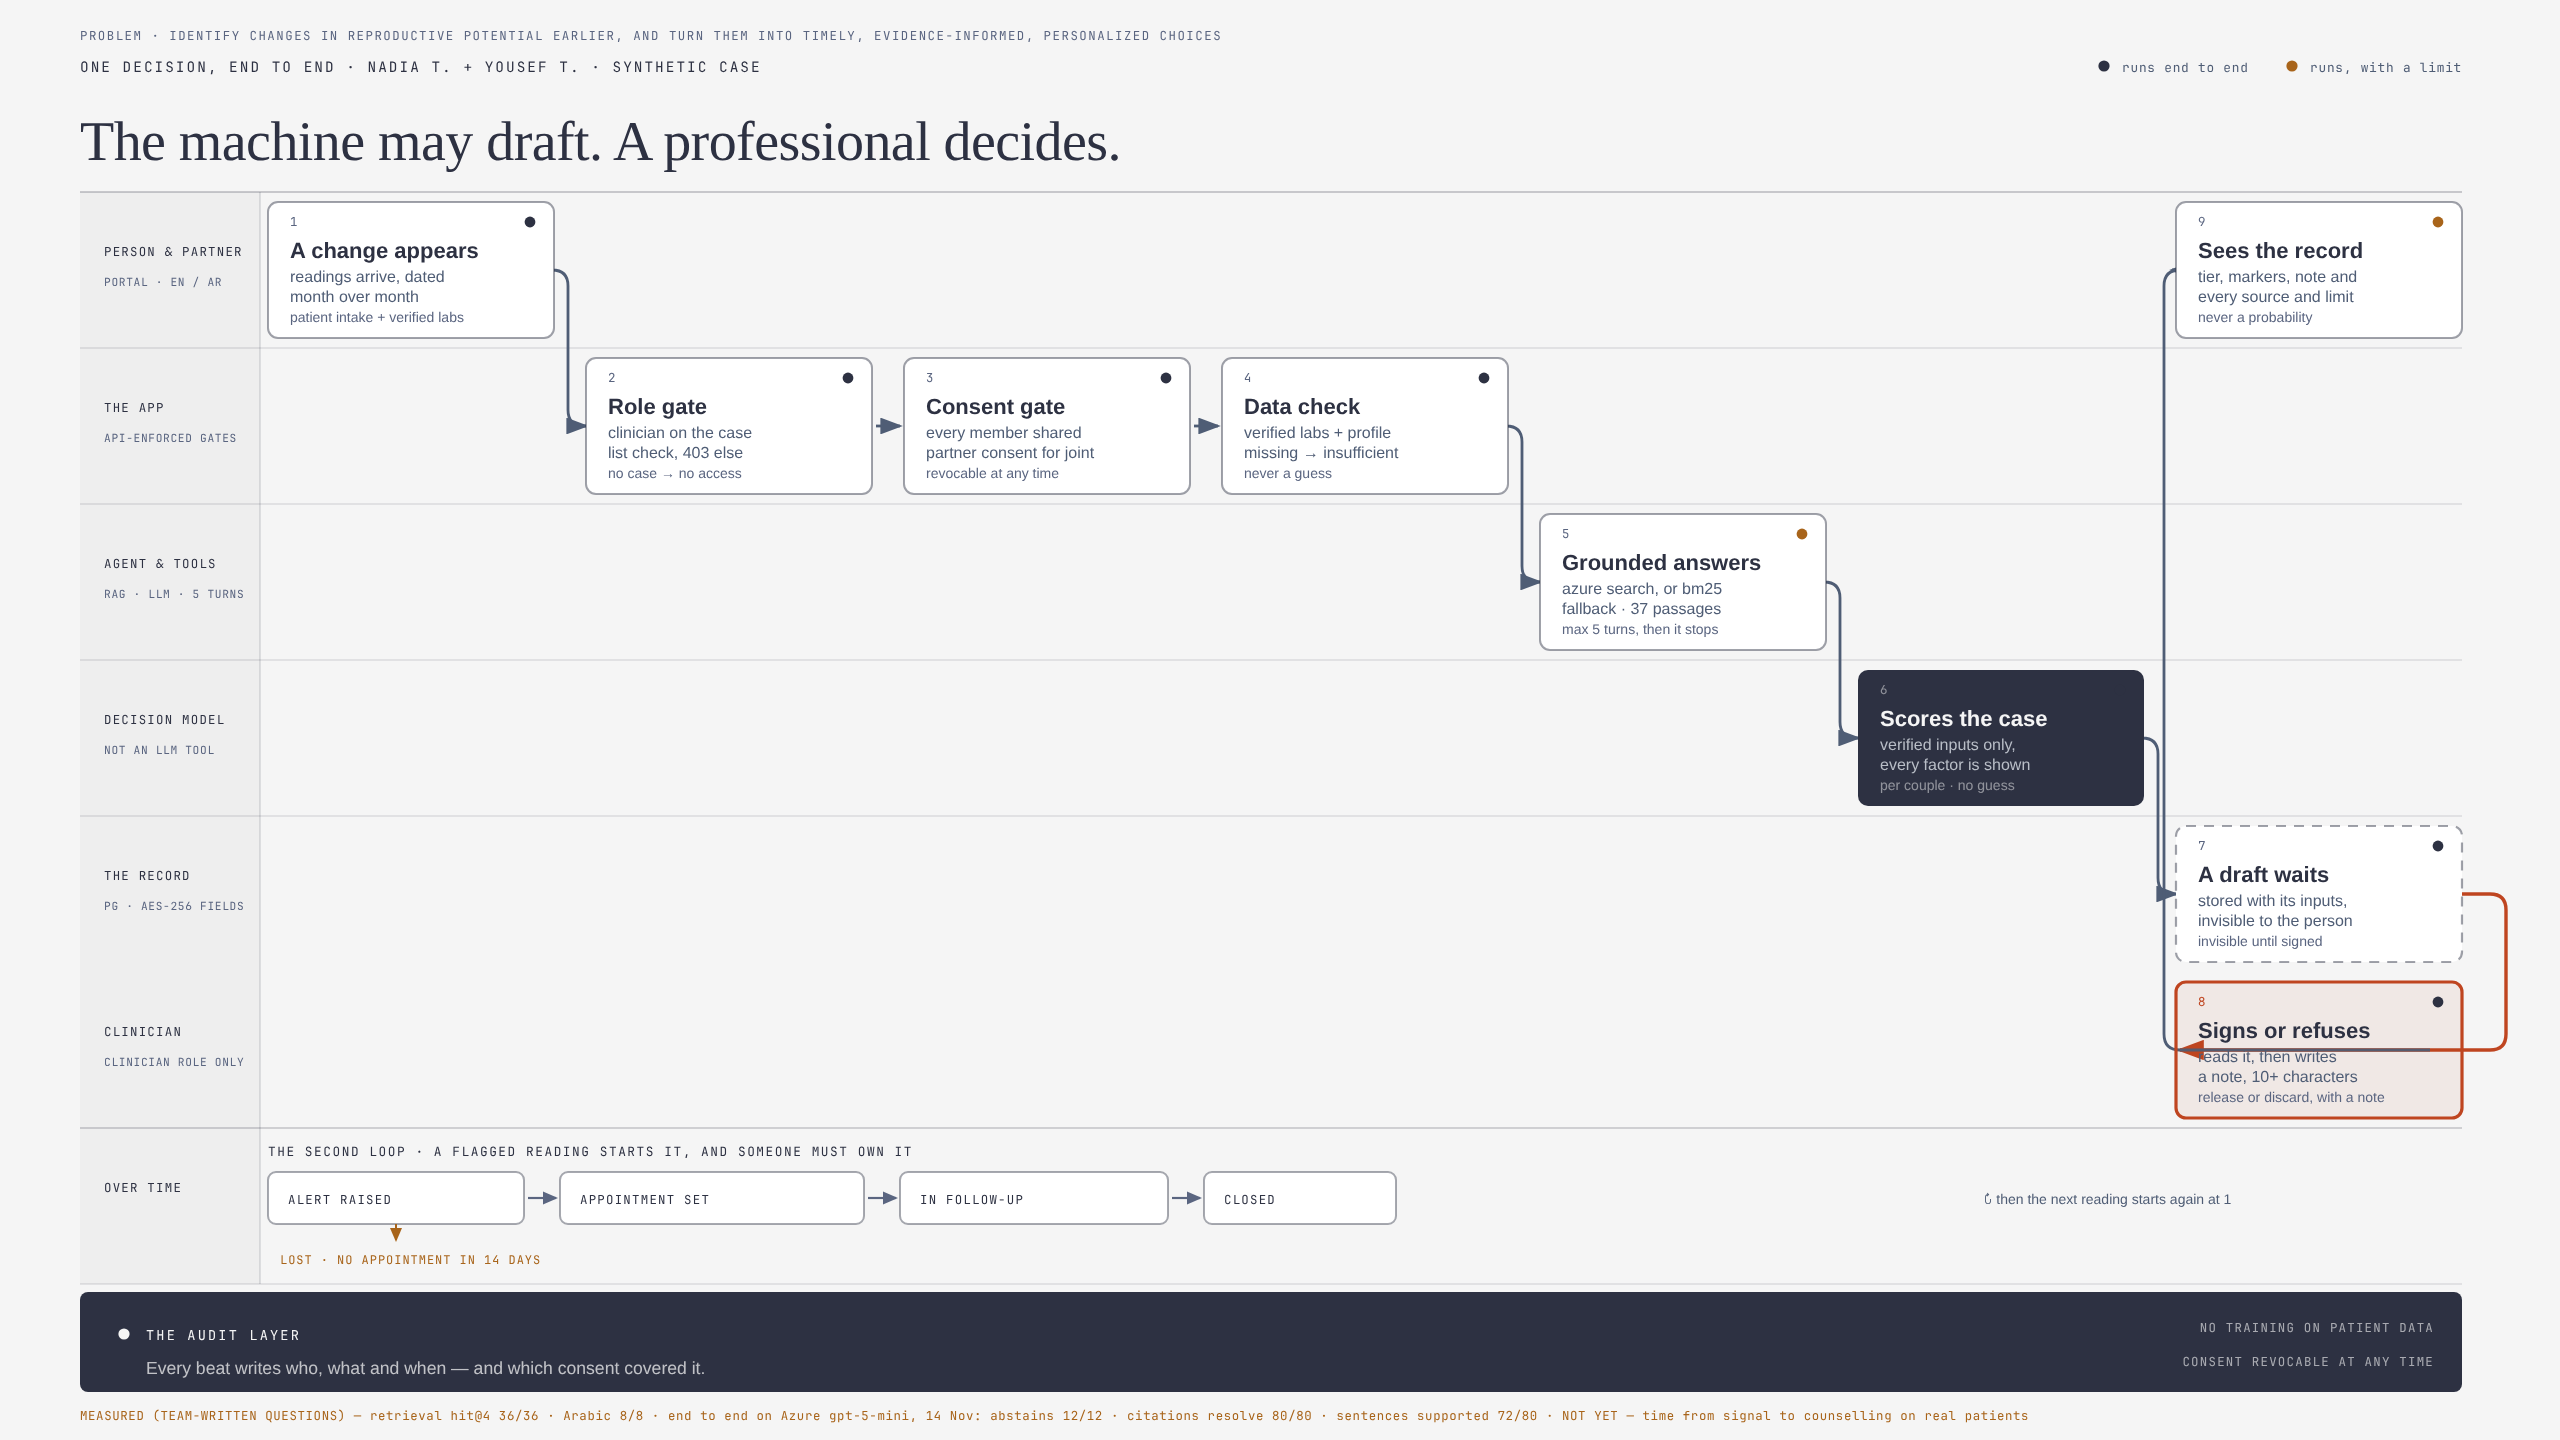 PROBLEM · IDENTIFY CHANGES IN REPRODUCTIVE POTENTIAL EARLIER, AND TURN THEM INTO TIMELY, EVIDENCE-INFORMED, PERSONALIZED CHOICES
ONE DECISION, END TO END · NADIA T. + YOUSEF T. · SYNTHETIC CASE
runs end to end
runs, with a limit
The machine may draft. A professional decides.
PERSON & PARTNER
PORTAL · EN / AR
1
A change appears
readings arrive, dated
month over month
patient intake + verified labs
9
Sees the record
tier, markers, note and
every source and limit
never a probability
THE APP
API-ENFORCED GATES
2
Role gate
clinician on the case
list check, 403 else
no case → no access
3
Consent gate
every member shared
partner consent for joint
revocable at any time
4
Data check
verified labs + profile
missing → insufficient
never a guess
AGENT & TOOLS
RAG · LLM · 5 TURNS
5
Grounded answers
azure search, or bm25
fallback · 37 passages
max 5 turns, then it stops
DECISION MODEL
NOT AN LLM TOOL
6
Scores the case
verified inputs only,
every factor is shown
per couple · no guess
THE RECORD
PG · AES-256 FIELDS
7
A draft waits
stored with its inputs,
invisible to the person
invisible until signed
CLINICIAN
CLINICIAN ROLE ONLY
8
Signs or refuses
reads it, then writes
a note, 10+ characters
release or discard, with a note
OVER TIME
THE SECOND LOOP · A FLAGGED READING STARTS IT, AND SOMEONE MUST OWN IT
ALERT RAISED
APPOINTMENT SET
IN FOLLOW-UP
CLOSED
↻ then the next reading starts again at 1
LOST · NO APPOINTMENT IN 14 DAYS
THE AUDIT LAYER
Every beat writes who, what and when — and which consent covered it.
NO TRAINING ON PATIENT DATA
CONSENT REVOCABLE AT ANY TIME
MEASURED (TEAM-WRITTEN QUESTIONS) — retrieval hit@4 36/36 · Arabic 8/8 · end to end on Azure gpt-5-mini, 14 Nov: abstains 12/12 · citations resolve 80/80 · sentences supported 72/80 · NOT YET — time from signal to counselling on real patients